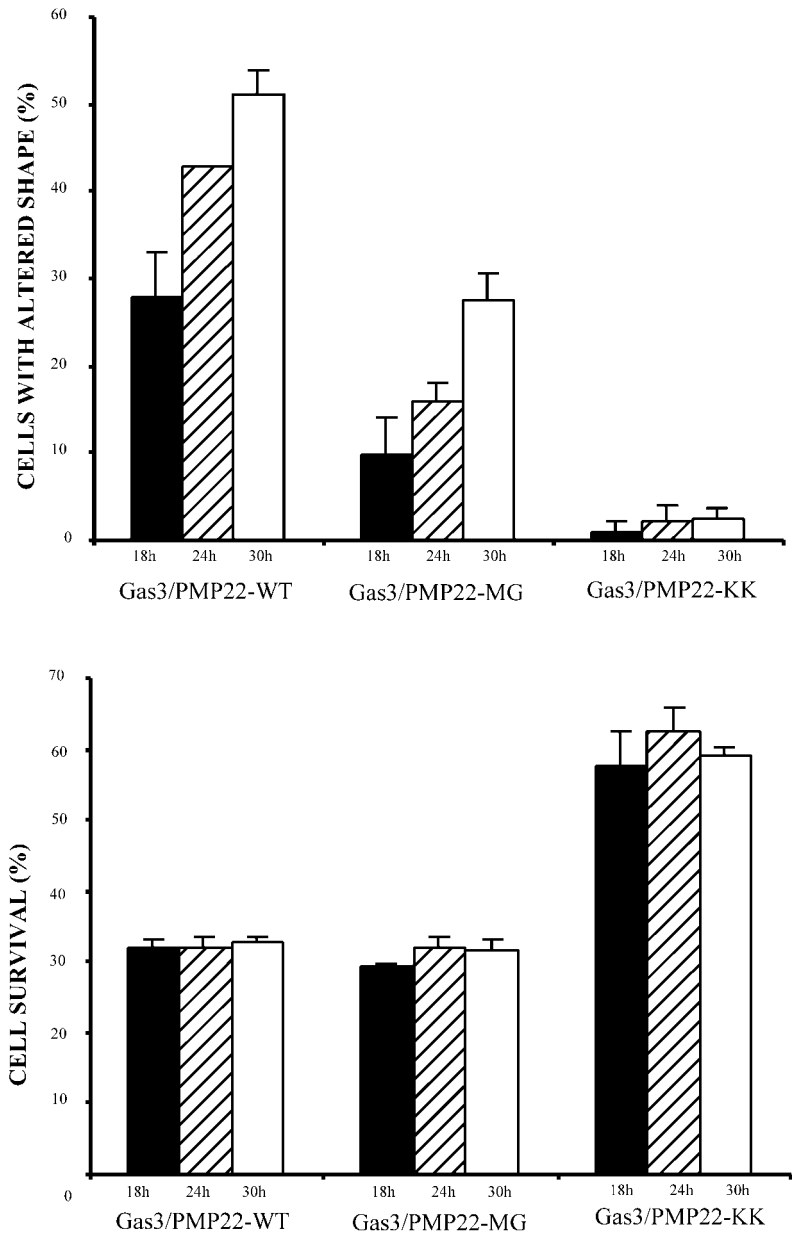 CELLS WITH ALTERED SHAPE (%)
60
50
40
30
20
10
0
18h 24h 30h 18h 24h 30h 18h 24h 30h
Gas3/PMP22-WT Gas3/PMP22-MG Gas3/PMP22-KK
CELL SURVIVAL (%)
70
60
50
40
30
20
10
0
18h 24h 30h 18h 24h 30h 18h 24h 30h
Gas3/PMP22-WT Gas3/PMP22-MG Gas3/PMP22-KK